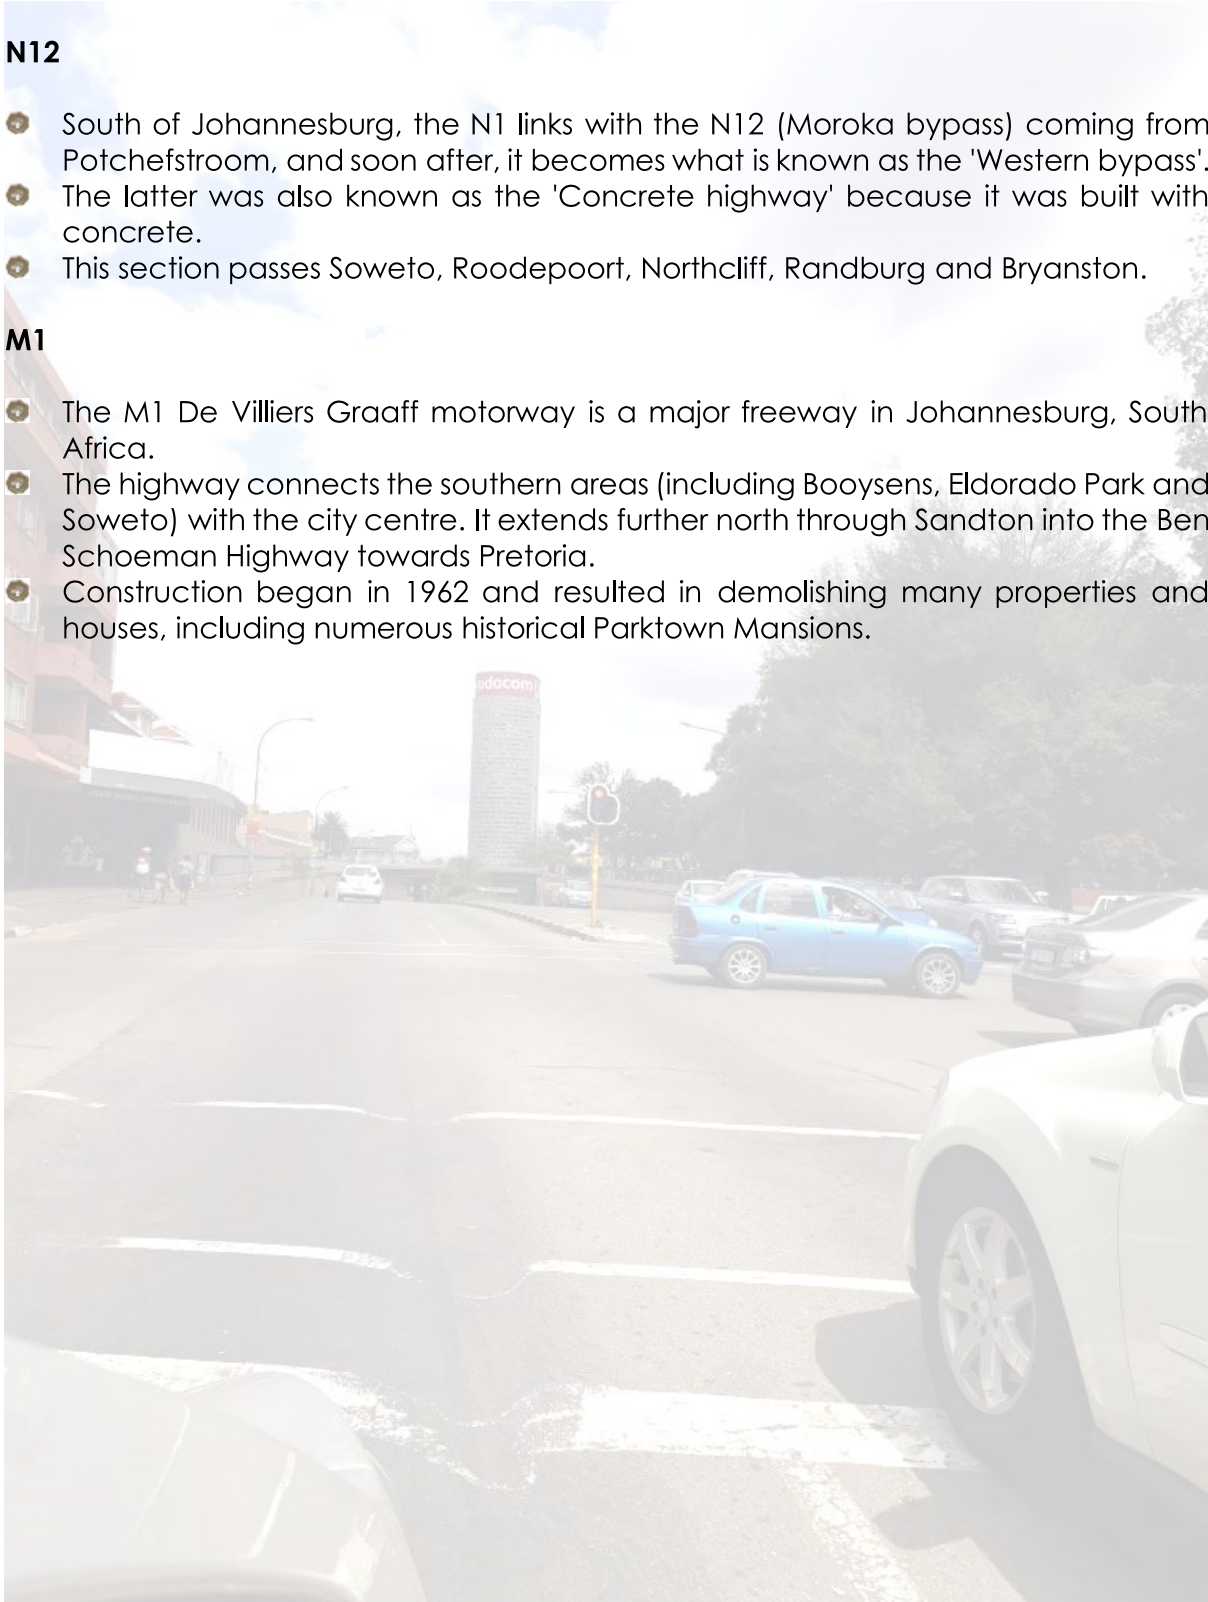 N12
South of Johannesburg, the N1 links with the N12 (Moroka bypass) coming from
Potchefstroom, and soon after, it becomes what is known as the 'Western bypass'.
The latter was also known as the 'Concrete highway' because it was built with
concrete.
This section passes Soweto, Roodepoort, Northcliff, Randburg and Bryanston.
M1
The M1 De Villiers Graaff motorway is a major freeway in Johannesburg, South
Africa.
The highway connects the southern areas (including Booysens, Eldorado Park and
Soweto) with the city centre. It extends further north through Sandton into the Ben
Schoeman Highway towards Pretoria.
Construction began in 1962 and resulted in demolishing many properties and
houses, including numerous historical Parktown Mansions.
odacom